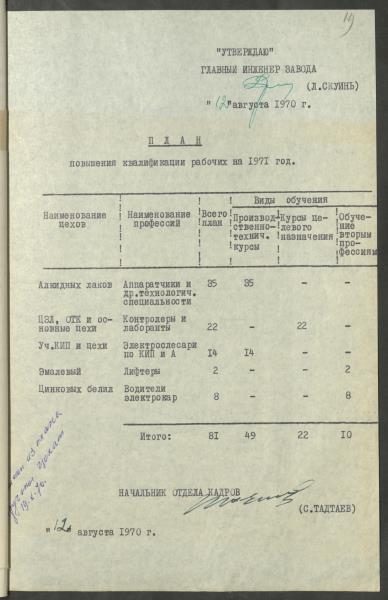 19
"УТВЕРЖДАЮ"
ГЛАВНЫЙ ИНЖЕНЕР ЗАВОДА
(Л.СКУИНЬ)
"12" августа 1970 г.
П Л А Н
повышения квалификации рабочих на 1971 год.
Наименование цехов
Наименование профессий
Всего план
Виды обучения
Производственно-технич. курсы
Курсы целевого назначения
Обучение вторым профессиям
Алкидных лаков Аппаратчики и 35 35 - -
др.технологич.
специальности
ЦЗЛ, ОТК и ос- Контролеры и
новные цехи лаборанты 22 - 22 -
Уч.КИП и цехи Электрослесари
по КИП и А 14 14 - -
Эмалевый Лифтеры 2 - - 2
Цинковых белил Водители
электрокар 8 - - 8
Итого: 81 49 22 10
НАЧАЛЬНИК ОТДЕЛА КАДРОВ
(С.ТАДТАЕВ)
"12" августа 1970 г.